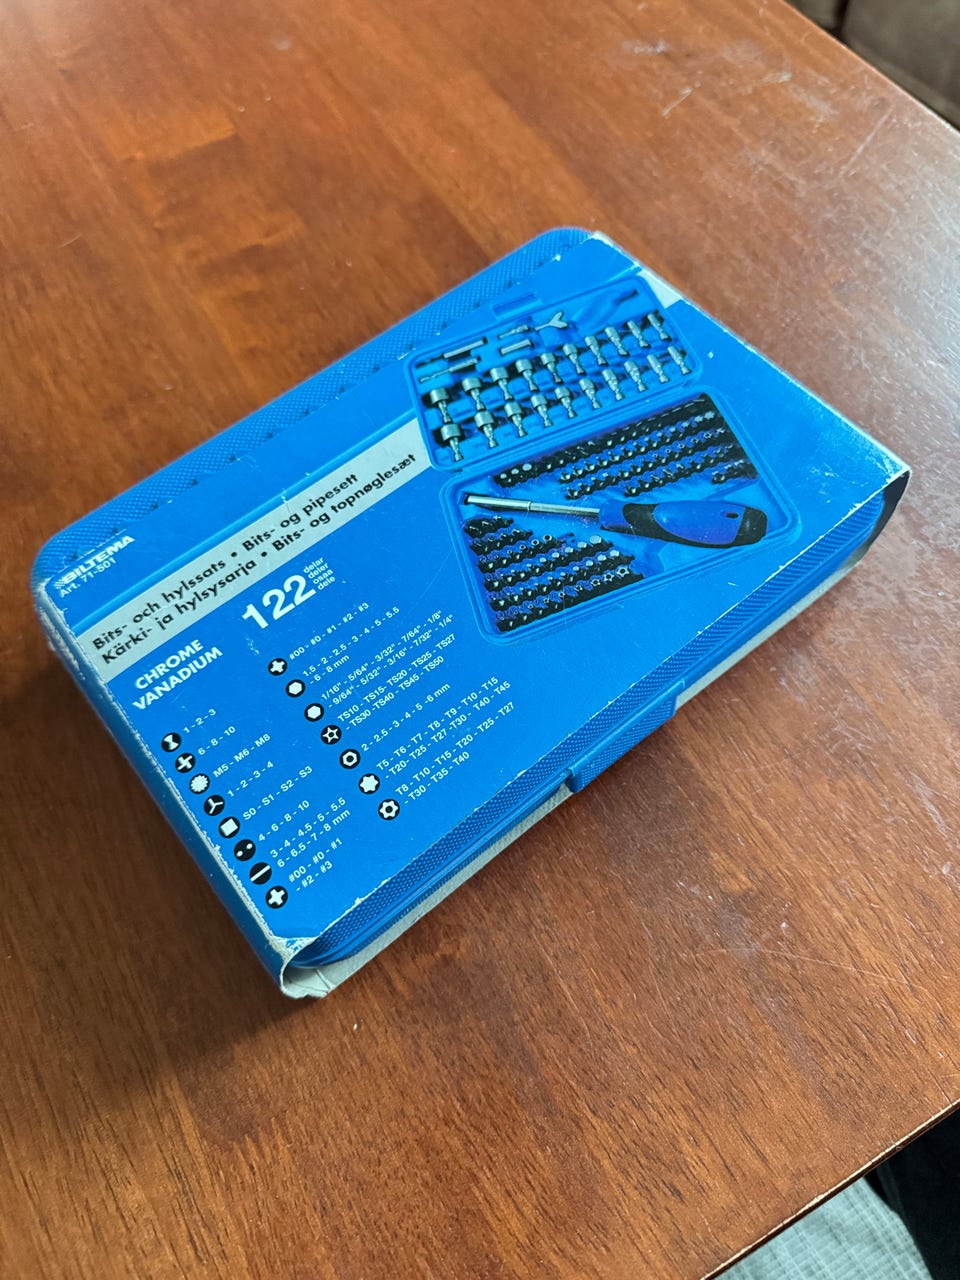 BILTEMA
Art. 71-501
Bits- och hylssats • Bits- og pipesett
Kärki- ja hylsysarja • Bits- og topnøglesæt
CHROME
VANADIUM
122
delar
deler
osaa
dele
1 - 2 - 3
6 - 8 - 10
M5 - M6 - M8
1 - 2 - 3 - 4
S0 - S1 - S2 - S3
4 - 6 - 8 - 10
3 - 4 - 4.5 - 5 - 5.5
6 - 6.5 - 7 - 8 mm
#00 - #0 - #1
- #2 - #3
#00 - #0 - #1 - #2 - #3
1.5 - 2 - 2.5 - 3 - 4 - 5 - 5.5
- 6 - 8 mm
1/16" - 5/64" - 3/32" - 7/64" - 1/8"
9/64" - 5/32" - 3/16" - 7/32" - 1/4"
TS10 - TS15 - TS20 - TS25 - TS27
- TS30 - TS40 - TS45 - TS50
2 - 2.5 - 3 - 4 - 5 - 6 mm
T5 - T6 - T7 - T8 - T9 - T10 - T15
- T20 - T25 - T27 - T30 - T40 - T45
T8 - T10 - T15 - T20 - T25 - T27
- T30 - T35 - T40